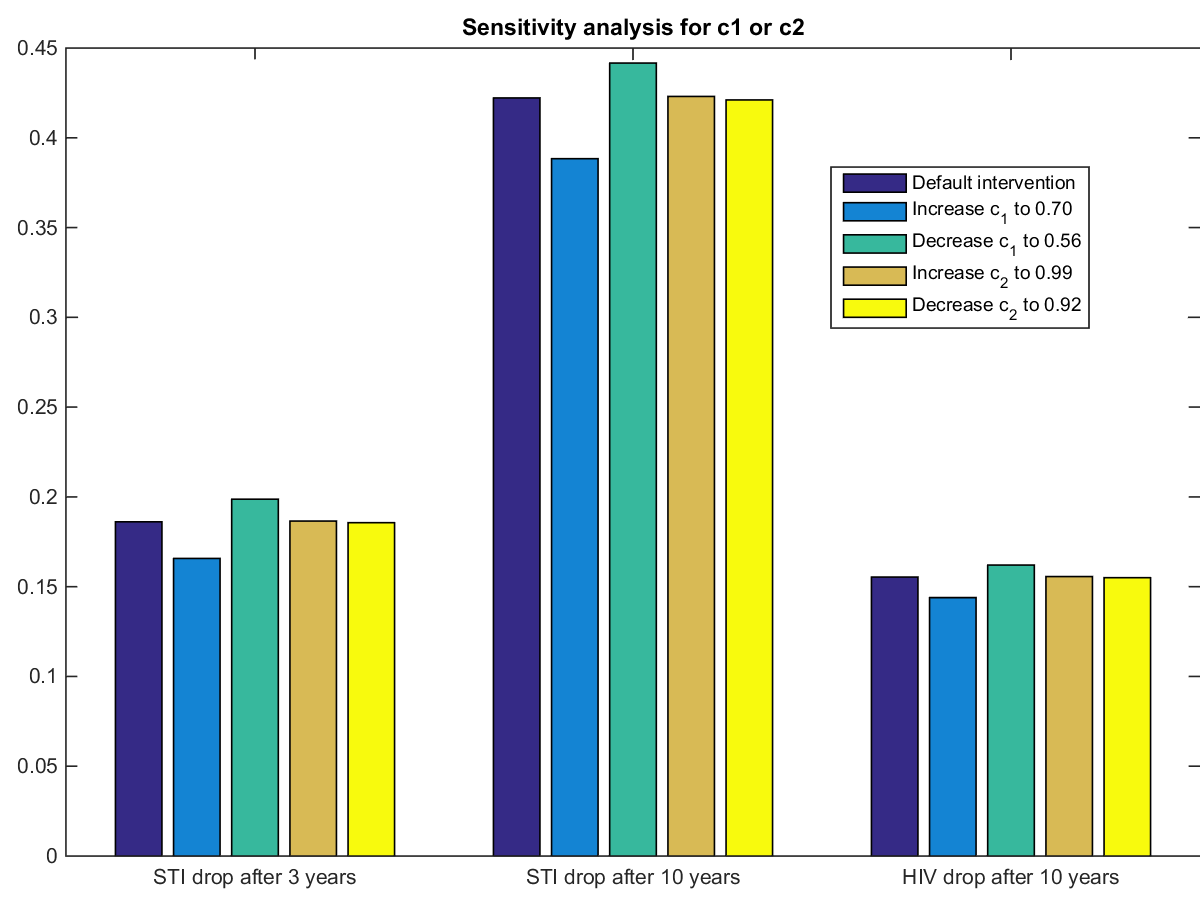 Sensitivity analysis for c1 or c2
0.45
0.4
0.35
0.3
0.25
0.2
0.15
0.1
0.05
0
Default intervention
Increase c1 to 0.70
Decrease c1 to 0.56
Increase c2 to 0.99
Decrease c2 to 0.92
STI drop after 3 years
STI drop after 10 years
HIV drop after 10 years